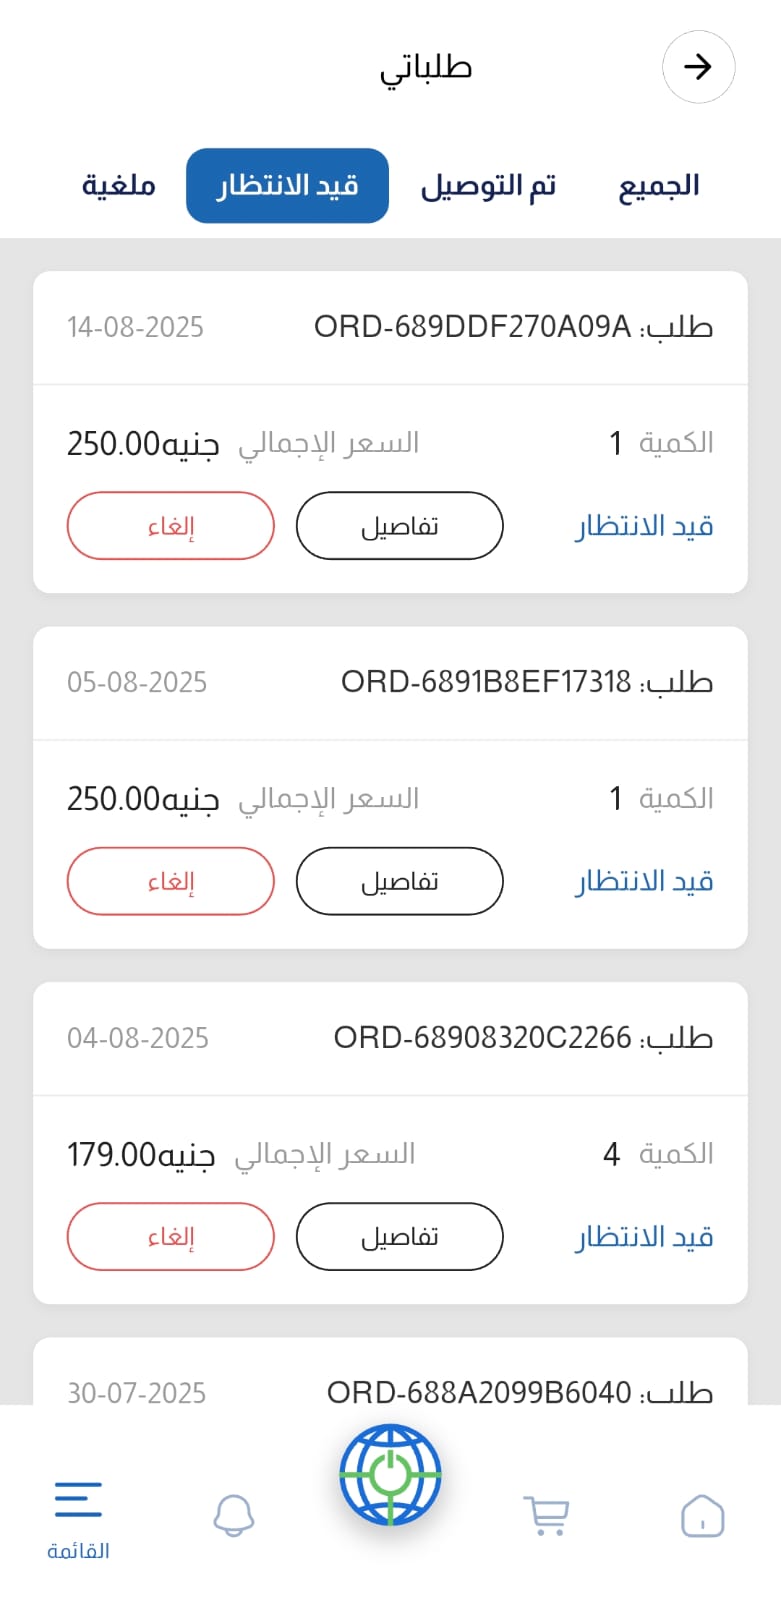 طلباتي
الجميع
تم التوصيل
قيد الانتظار
ملغية
طلب: ORD-689DDF270A09A
14-08-2025
الكمية 1
السعر الإجمالي جنيه250.00
قيد الانتظار
تفاصيل
إلغاء
طلب: ORD-6891B8EF17318
05-08-2025
الكمية 1
السعر الإجمالي جنيه250.00
قيد الانتظار
تفاصيل
إلغاء
طلب: ORD-68908320C2266
04-08-2025
الكمية 4
السعر الإجمالي جنيه179.00
قيد الانتظار
تفاصيل
إلغاء
طلب: ORD-688A2099B6040
30-07-2025
القائمة